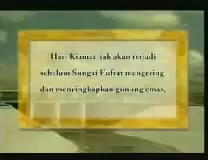 Hari Kiamat tak akan terjadi
sebelum Sungai Eufrat mengering
dan menyingkapkan gunung emas,